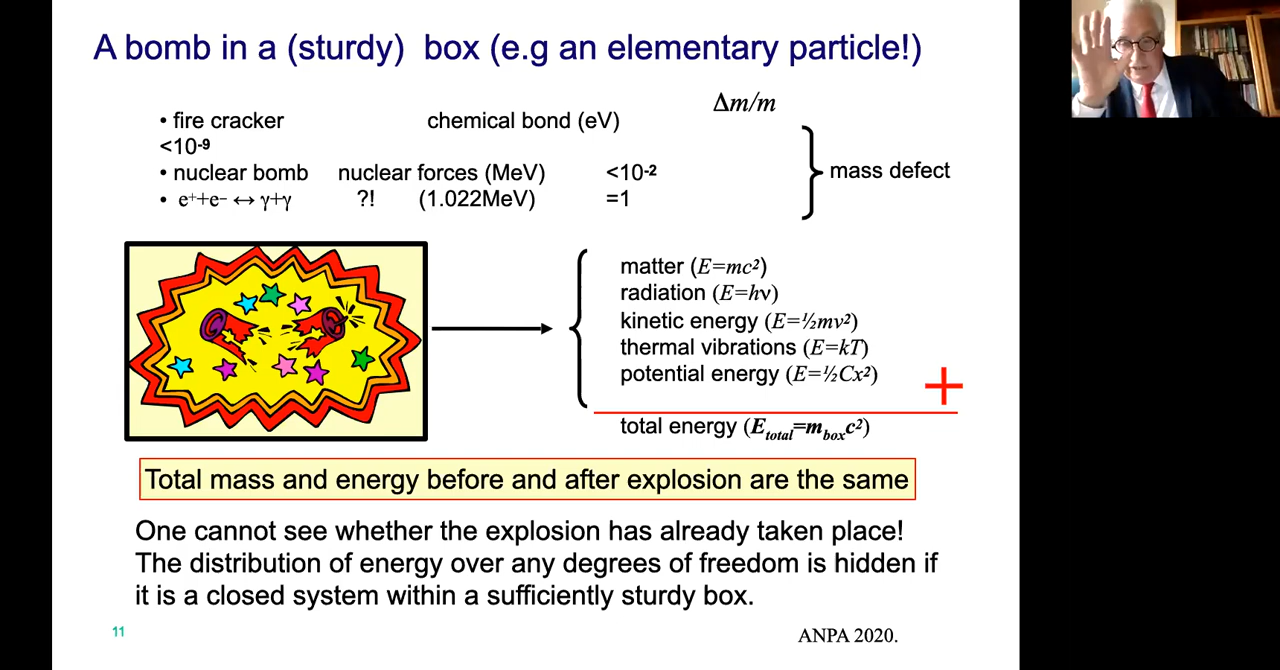 A bomb in a (sturdy) box (e.g an elementary particle!)
Δm/m
• fire cracker chemical bond (eV)
<10⁻⁹
• nuclear bomb nuclear forces (MeV) <10⁻²
• e⁺+e⁻ ↔ γ+γ ?! (1.022MeV) =1
mass defect
matter (E=mc²)
radiation (E=hν)
kinetic energy (E=½mv²)
thermal vibrations (E=kT)
potential energy (E=½Cx²)
+
total energy (E_total=m_box c²)
Total mass and energy before and after explosion are the same
One cannot see whether the explosion has already taken place!
The distribution of energy over any degrees of freedom is hidden if
it is a closed system within a sufficiently sturdy box.
11
ANPA 2020.